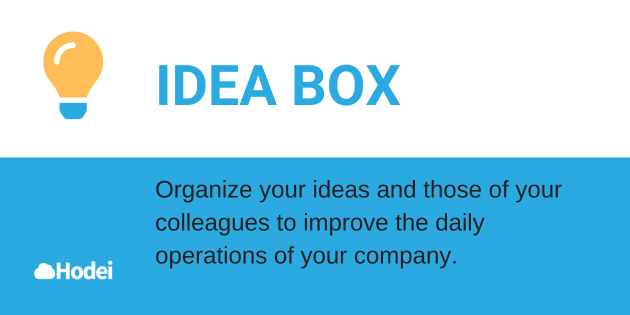 IDEA BOX
Organize your ideas and those of your
colleagues to improve the daily
operations of your company.
Hodei